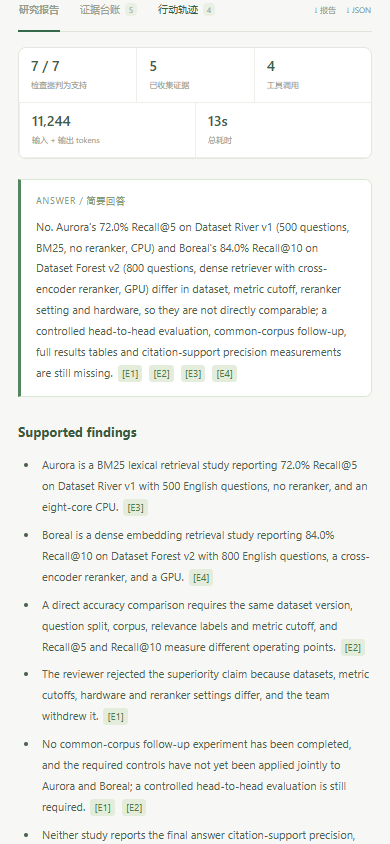 研究报告 证据台账 5 行动轨迹 4 ↓ 报告 ↓ JSON
7 / 7 5 4
检查器判为支持 已收集证据 工具调用
11,244 13s
输入 + 输出 tokens 总耗时
ANSWER / 简要回答
No. Aurora's 72.0% Recall@5 on Dataset River v1 (500 questions,
BM25, no reranker, CPU) and Boreal's 84.0% Recall@10 on
Dataset Forest v2 (800 questions, dense retriever with cross-
encoder reranker, GPU) differ in dataset, metric cutoff, reranker
setting and hardware, so they are not directly comparable; a
controlled head-to-head evaluation, common-corpus follow-up,
full results tables and citation-support precision measurements
are still missing. [E1] [E2] [E3] [E4]
Supported findings
• Aurora is a BM25 lexical retrieval study reporting 72.0% Recall@5
on Dataset River v1 with 500 English questions, no reranker, and an
eight-core CPU. [E3]
• Boreal is a dense embedding retrieval study reporting 84.0%
Recall@10 on Dataset Forest v2 with 800 English questions, a cross-
encoder reranker, and a GPU. [E4]
• A direct accuracy comparison requires the same dataset version,
question split, corpus, relevance labels and metric cutoff, and
Recall@5 and Recall@10 measure different operating points. [E2]
• The reviewer rejected the superiority claim because datasets, metric
cutoffs, hardware and reranker settings differ, and the team
withdrew it. [E1]
• No common-corpus follow-up experiment has been completed,
and the required controls have not yet been applied jointly to
Aurora and Boreal; a controlled head-to-head evaluation is still
required. [E1] [E2]
• Neither study reports the final answer citation-support precision,